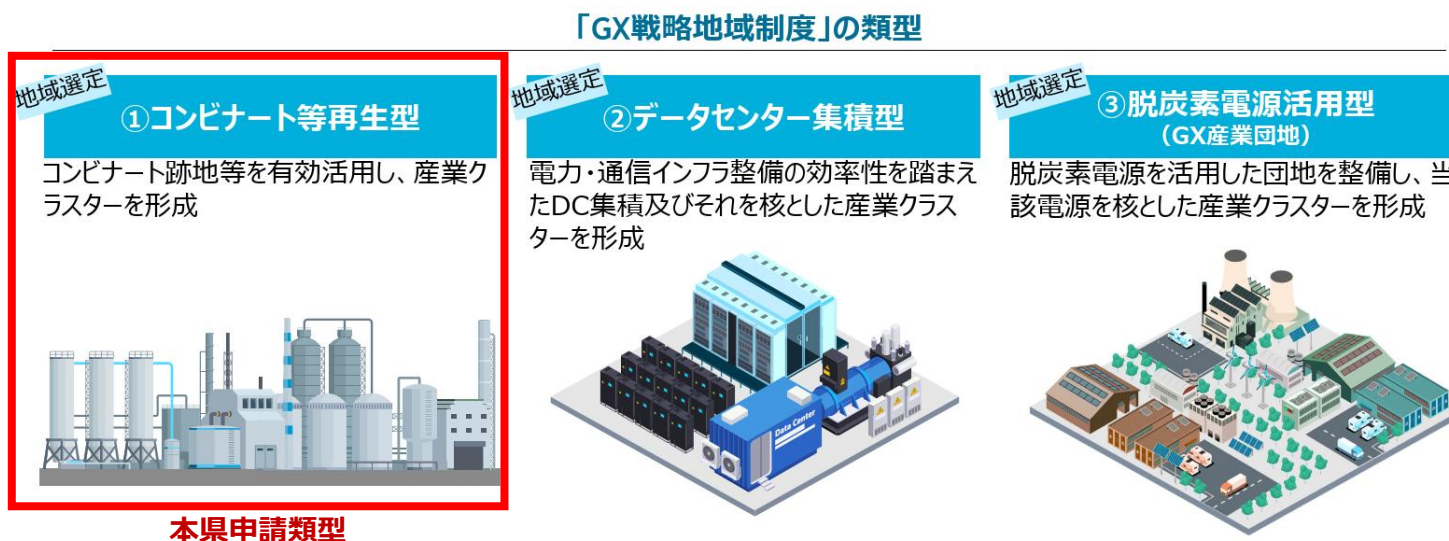 「GX戦略地域制度」の類型
地域選定
①コンビナート等再生型
コンビナート跡地等を有効活用し、産業ク
ラスターを形成
本県申請類型
地域選定
②データセンター集積型
電力・通信インフラ整備の効率性を踏まえ
たDC集積及びそれを核とした産業クラス
ターを形成
Data Center
地域選定
③脱炭素電源活用型
（GX産業団地）
脱炭素電源を活用した団地を整備し、当
該電源を核とした産業クラスターを形成